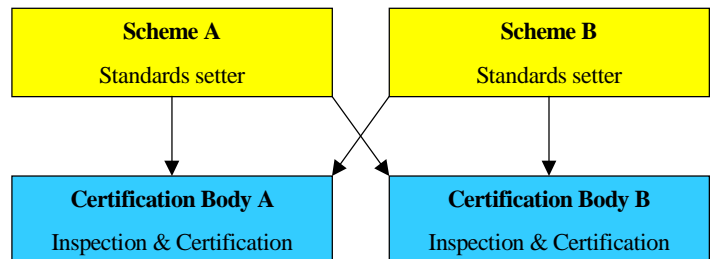 Scheme A
Standards setter
Scheme B
Standards setter
Certification Body A
Inspection & Certification
Certification Body B
Inspection & Certification